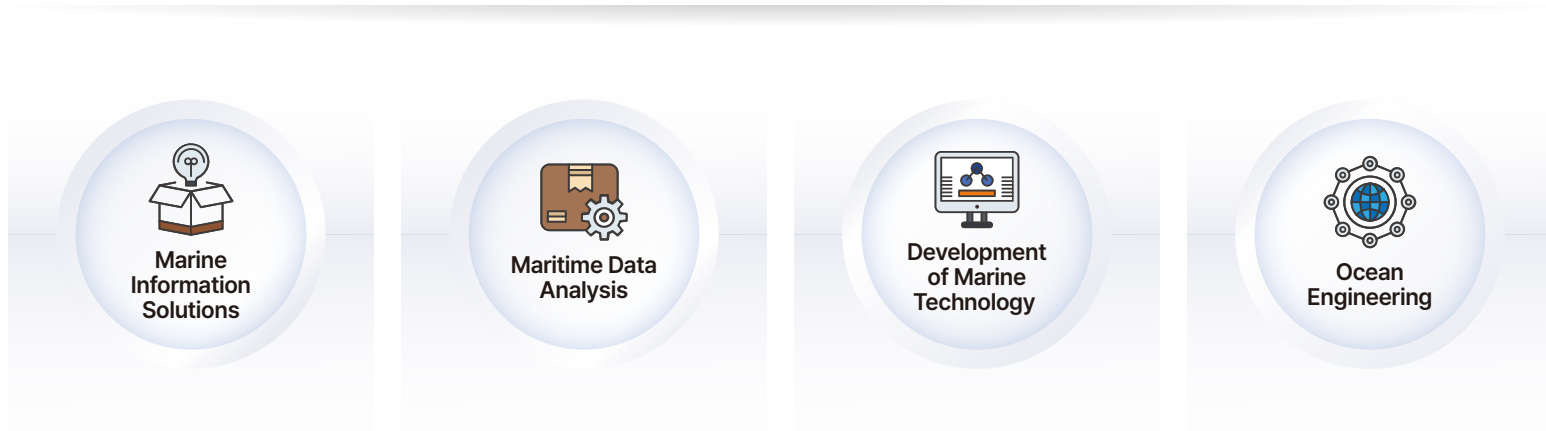 Marine
Information
Solutions
Maritime Data
Analysis
Development
of Marine
Technology
Ocean
Engineering